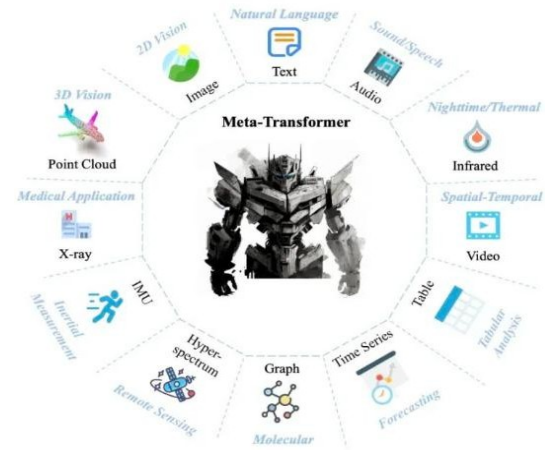 Natural Language
Text
Sound/Speech
Audio
Nighttime/Thermal
Infrared
Spatial-Temporal
Video
Tabular
Analysis
Table
Forecasting
Time Series
Molecular
Graph
Remote Sensing
Hyper-
spectrum
Inertial
Measurement
IMU
Medical Application
X-ray
3D Vision
Point Cloud
2D Vision
Image
Meta-Transformer
H